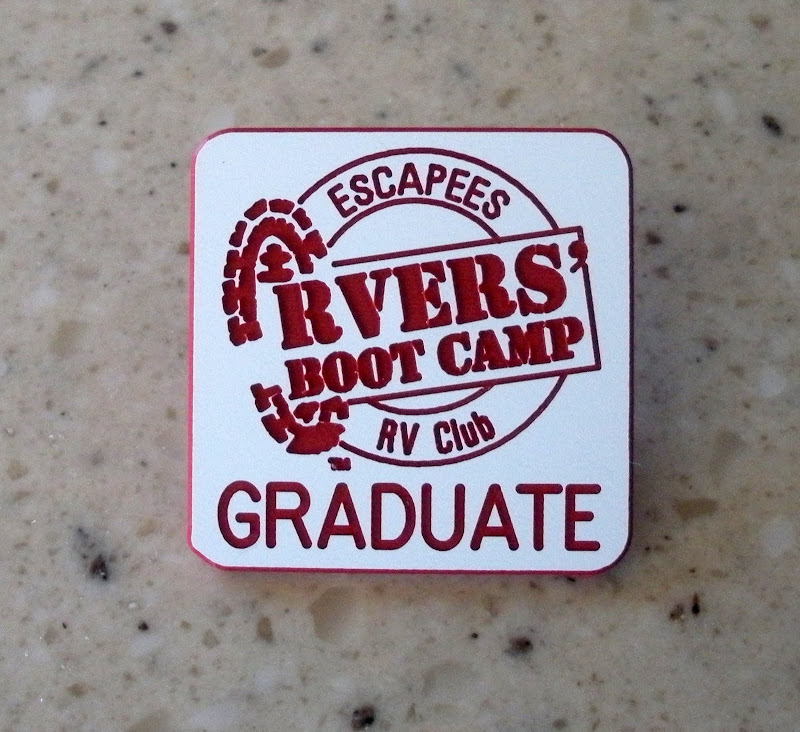 ESCAPEES
RVERS'
BOOT CAMP
RV Club
TM
GRADUATE